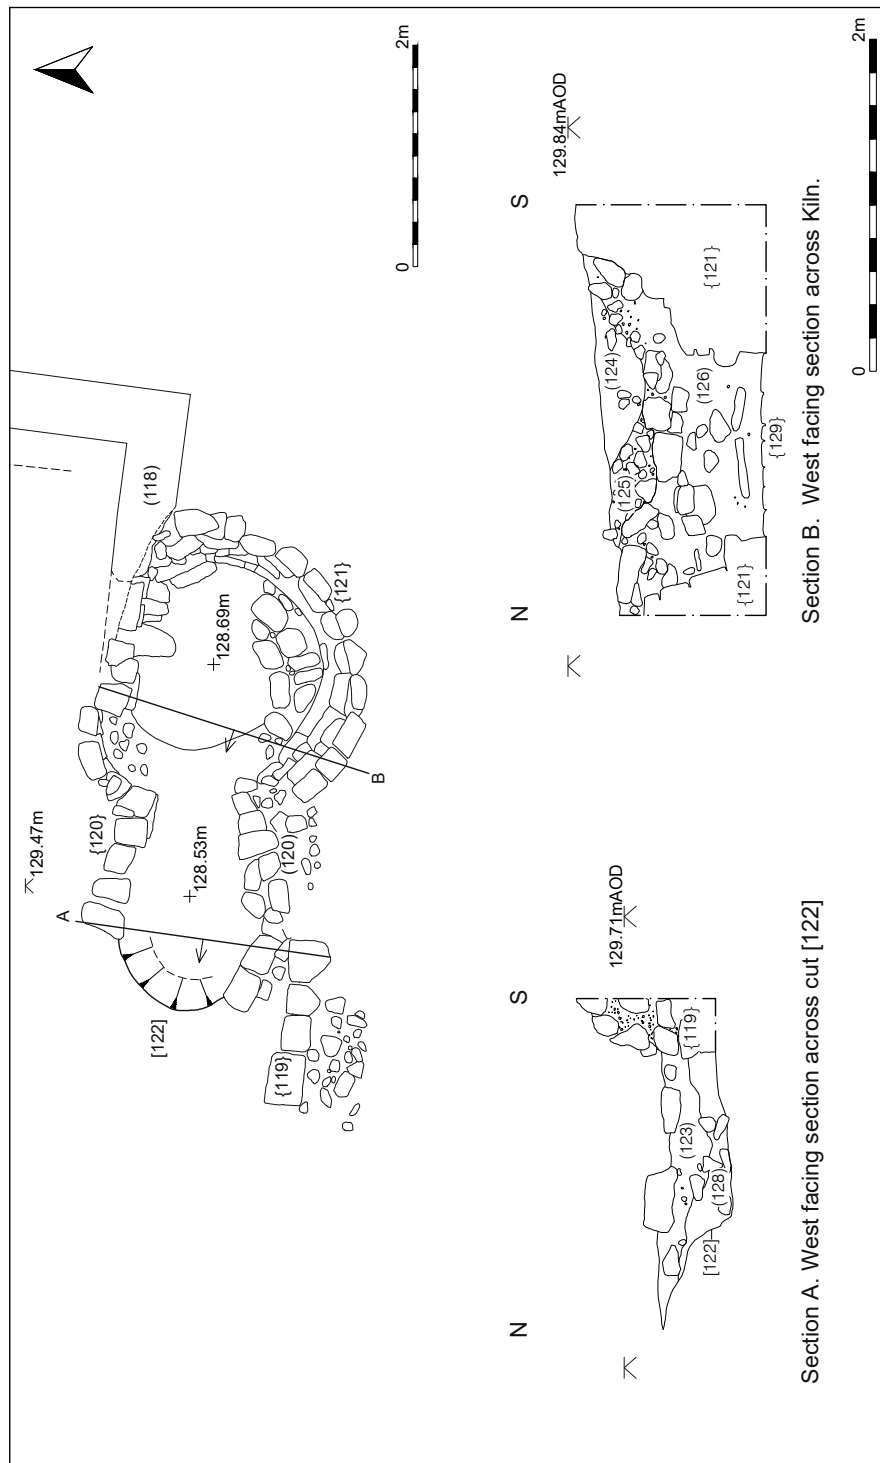 2m
0
129.47m
(118)
A
{120}
128.69m
128.53m
{121}
[122]
(120)
B
{119}
N
S
129.71mAOD
(123)
(128)
[122]
{119}
Section A. West facing section across cut [122]
N
S
129.84mAOD
(124)
(125)
(126)
{121}
{121}
{129}
Section B. West facing section across Kiln.
0
2m